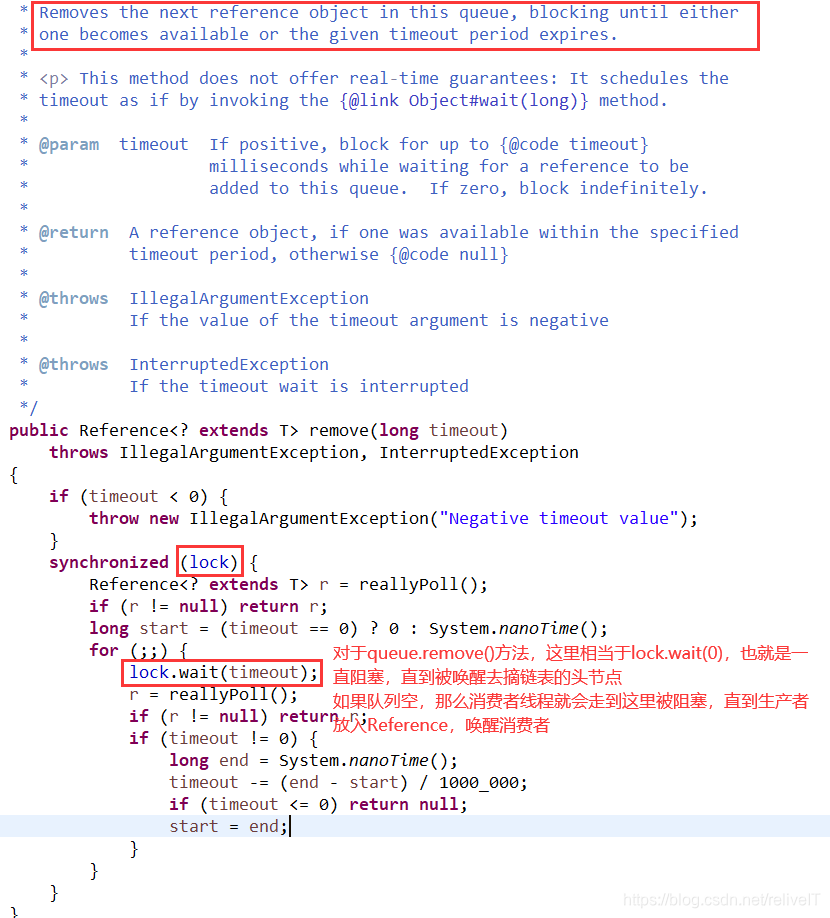 * Removes the next reference object in this queue, blocking until either
* one becomes available or the given timeout period expires.
*
* <p> This method does not offer real-time guarantees: It schedules the
* timeout as if by invoking the {@link Object#wait(long)} method.
*
* @param  timeout  If positive, block for up to {@code timeout}
*                  milliseconds while waiting for a reference to be
*                  added to this queue.  If zero, block indefinitely.
*
* @return  A reference object, if one was available within the specified
*          timeout period, otherwise {@code null}
*
* @throws  IllegalArgumentException
*          If the value of the timeout argument is negative
*
* @throws  InterruptedException
*          If the timeout wait is interrupted
*/
public Reference<? extends T> remove(long timeout)
    throws IllegalArgumentException, InterruptedException
{
    if (timeout < 0) {
        throw new IllegalArgumentException("Negative timeout value");
    }
    synchronized (lock) {
        Reference<? extends T> r = reallyPoll();
        if (r != null) return r;
        long start = (timeout == 0) ? 0 : System.nanoTime();
        for (;;) {
            lock.wait(timeout);
            r = reallyPoll();
            if (r != null) return r;
            if (timeout != 0) {
                long end = System.nanoTime();
                timeout -= (end - start) / 1000_000;
                if (timeout <= 0) return null;
                start = end;
            }
        }
    }
}
对于queue.remove()方法，这里相当于lock.wait(0)，也就是一
直阻塞，直到被唤醒去摘链表的头节点
如果队列空，那么消费者线程就会走到这里被阻塞，直到生产者
放入Reference，唤醒消费者
https://blog.csdn.net/reliveIT